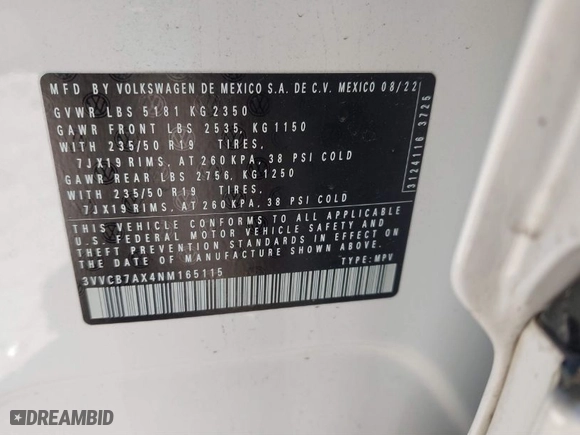 MFD BY VOLKSWAGEN DE MEXICO S.A. DE C.V. MEXICO 08/22
GVWR LBS 5181 KG2350
GAWR FRONT LBS 2535, KG1150
WITH 235/50 R19 TIRES,
7JX19 RIMS, AT 260KPA, 38 PSI COLD
GAWR REAR LBS 2756, KG1250
WITH 235/50 R19 TIRES,
7JX19 RIMS, AT 260KPA, 38 PSI COLD
THIS VEHICLE CONFORMS TO ALL APPLICABLE
U.S. FEDERAL MOTOR VEHICLE SAFETY AND
THEFT PREVENTION STANDARDS IN EFFECT ON
THE DATE OF MANUFACTURE SHOWN ABOVE.
3VVCB7AX4NM165115 TYPE: MPV
3124116 3725
DREAMBID